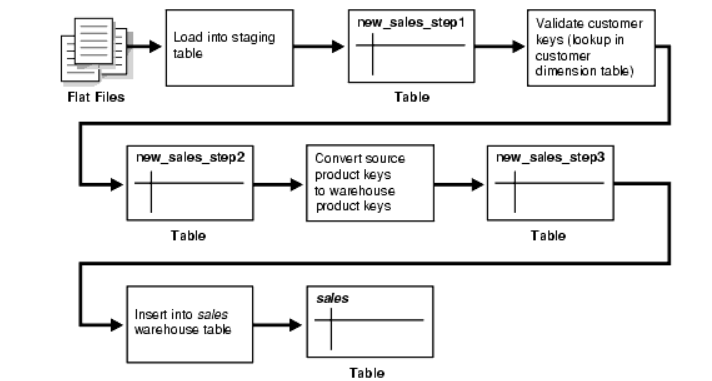 Load into staging
table
new_sales_step1
Validate customer
keys (lookup in
customer
dimension table)
Flat Files
Table
new_sales_step2
Convert source
product keys
to warehouse
product keys
new_sales_step3
Table
Table
Insert into sales
warehouse table
sales
Table